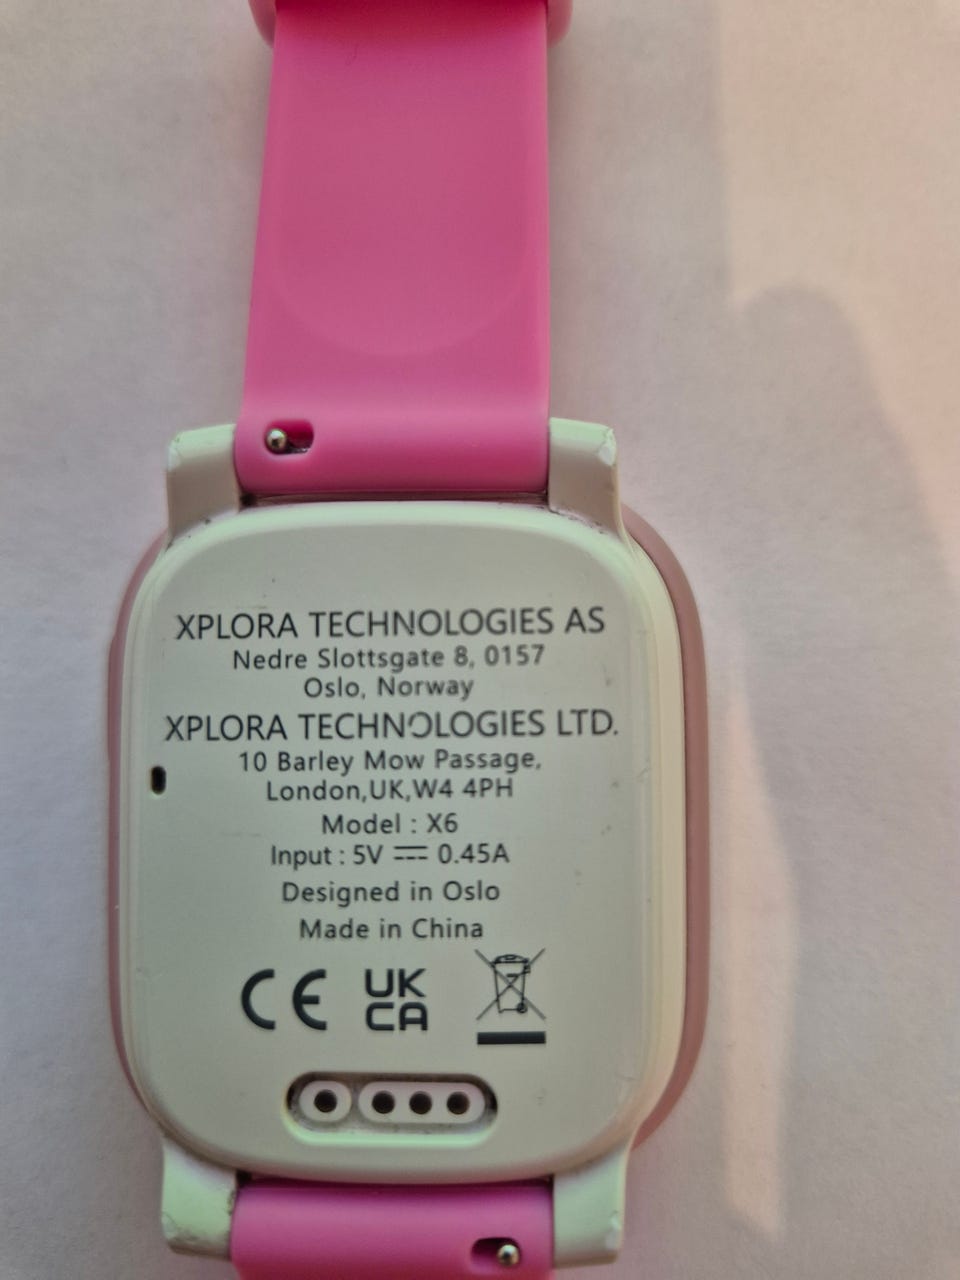 XPLORA TECHNOLOGIES AS
Nedre Slottsgate 8, 0157
Oslo, Norway
XPLORA TECHNOLOGIES LTD.
10 Barley Mow Passage,
London,UK,W4 4PH
Model : X6
Input : 5V ⎓ 0.45A
Designed in Oslo
Made in China
CE UK
CA